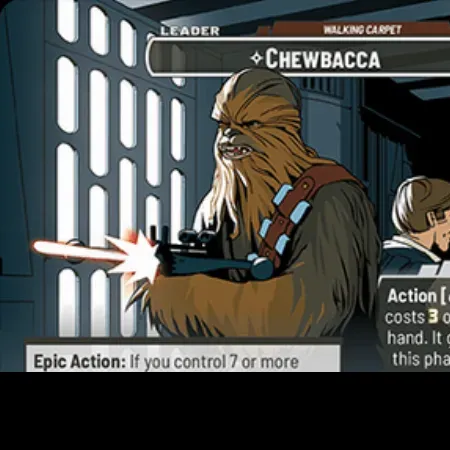 LEADER
WALKING CARPET
CHEWBACCA
Action [
costs 3 o
hand. It
this pha
Epic Action: If you control 7 or more